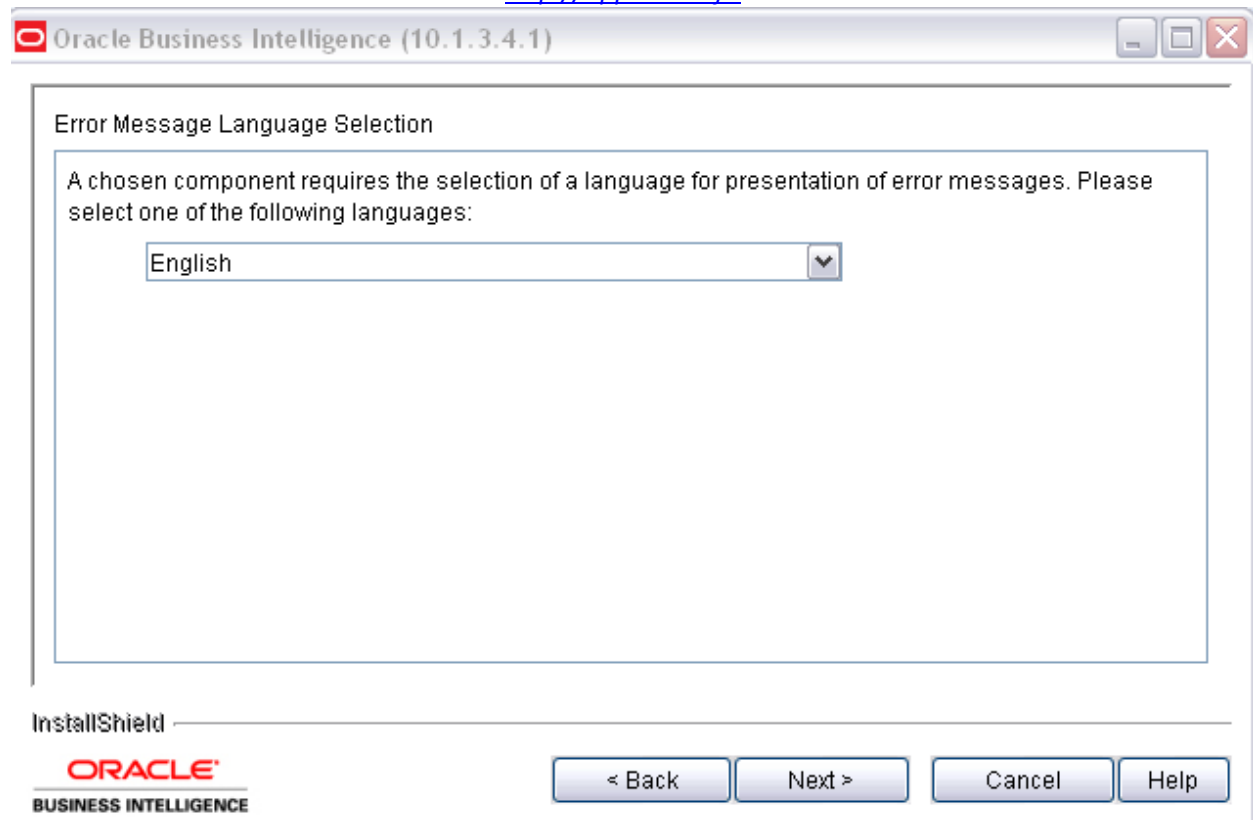 Oracle Business Intelligence (10.1.3.4.1)
Error Message Language Selection
A chosen component requires the selection of a language for presentation of error messages. Please
select one of the following languages:
English
InstallShield
ORACLE
BUSINESS INTELLIGENCE
< Back
Next >
Cancel
Help